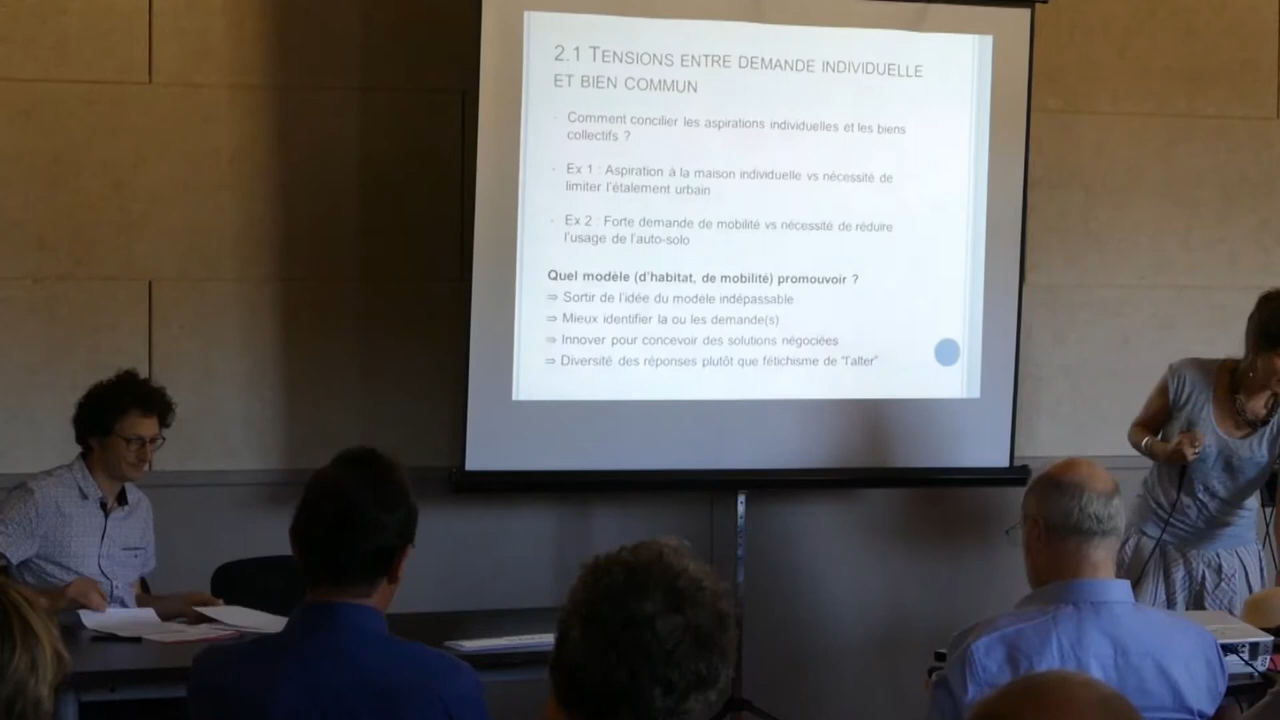 2.1 TENSIONS ENTRE DEMANDE INDIVIDUELLE
ET BIEN COMMUN
Comment concilier les aspirations individuelles et les biens
collectifs ?
Ex 1 : Aspiration à la maison individuelle vs nécessité de
limiter l'étalement urbain
Ex 2 : Forte demande de mobilité vs nécessité de réduire
l'usage de l'auto-solo
Quel modèle (d'habitat, de mobilité) promouvoir ?
⇒ Sortir de l'idée du modèle indépassable
⇒ Mieux identifier la ou les demande(s)
⇒ Innover pour concevoir des solutions négociées
⇒ Diversité des réponses plutôt que fétichisme de "l'alter"